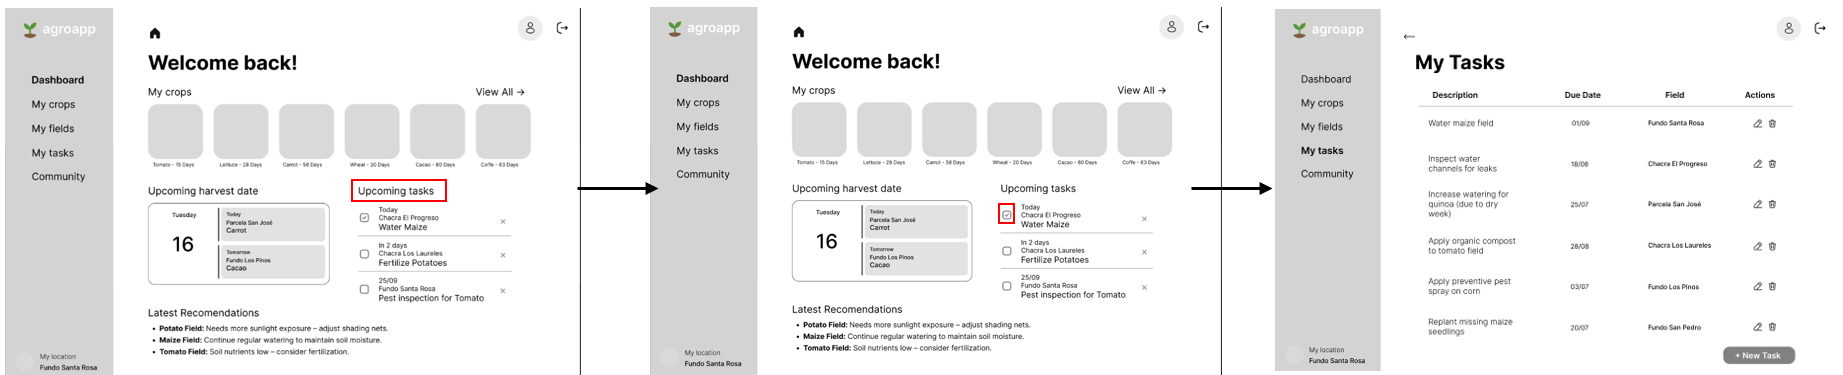 agroapp
Dashboard
My crops
My fields
My tasks
Community
My location
Fundo Santa Rosa
Welcome back!
My crops
View All →
Tomato - 15 Days
Lettuce - 28 Days
Carrot - 58 Days
Wheat - 20 Days
Cacao - 80 Days
Coffe - 63 Days
Upcoming harvest date
Tuesday
16
Today
Parcela San José
Carrot
Tomorrow
Fundo Los Pinos
Cacao
Upcoming tasks
Today
Chacra El Progreso
Water Maize
In 2 days
Chacra Los Laureles
Fertilize Potatoes
25/09
Fundo Santa Rosa
Pest inspection for Tomato
Latest Recomendations
• Potato Field: Needs more sunlight exposure – adjust shading nets.
• Maize Field: Continue regular watering to maintain soil moisture.
• Tomato Field: Soil nutrients low – consider fertilization.
agroapp
Dashboard
My crops
My fields
My tasks
Community
My location
Fundo Santa Rosa
Welcome back!
My crops
View All →
Tomato - 15 Days
Lettuce - 28 Days
Carrot - 58 Days
Wheat - 20 Days
Cacao - 80 Days
Coffe - 63 Days
Upcoming harvest date
Tuesday
16
Today
Parcela San José
Carrot
Tomorrow
Fundo Los Pinos
Cacao
Upcoming tasks
Today
Chacra El Progreso
Water Maize
In 2 days
Chacra Los Laureles
Fertilize Potatoes
25/09
Fundo Santa Rosa
Pest inspection for Tomato
Latest Recomendations
• Potato Field: Needs more sunlight exposure – adjust shading nets.
• Maize Field: Continue regular watering to maintain soil moisture.
• Tomato Field: Soil nutrients low – consider fertilization.
agroapp
Dashboard
My crops
My fields
My tasks
Community
My location
Fundo Santa Rosa
My Tasks
Description Due Date Field Actions
Water maize field 01/09 Fundo Santa Rosa
Inspect water
channels for leaks 18/08 Chacra El Progreso
Increase watering for
quinoa (due to dry 25/07 Parcela San José
week)
Apply organic compost
to tomato field 28/08 Chacra Los Laureles
Apply preventive pest
spray on corn 03/07 Fundo Los Pinos
Replant missing maize
seedlings 20/07 Fundo San Pedro
+ New Task